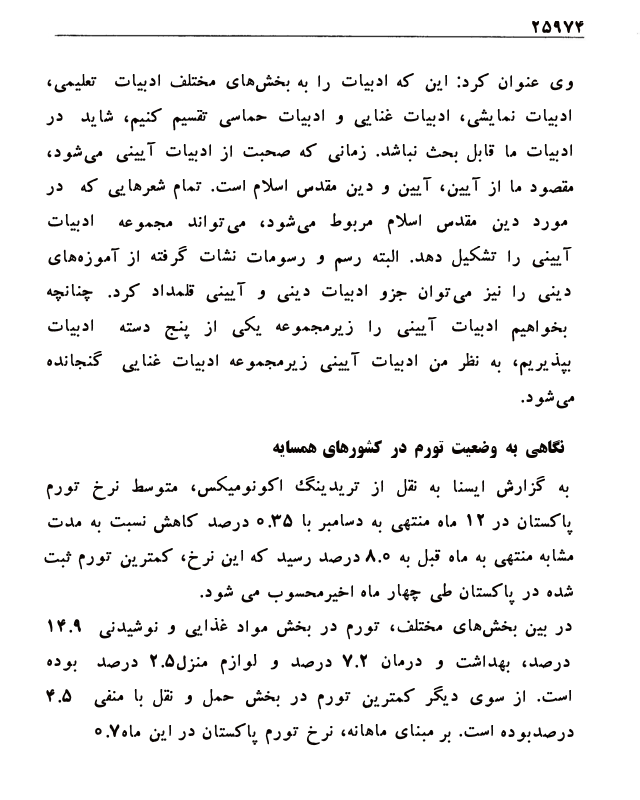 ۲۵۹۷۴
وی عنوان کرد: این که ادبیات را به بخش‌های مختلف ادبیات تعلیمی،
ادبیات نمایشی، ادبیات غنایی و ادبیات حماسی تقسیم کنیم، شاید در
ادبیات ما قابل بحث نباشد. زمانی که صحبت از ادبیات آیینی می‌شود،
مقصود ما از آیین، آیین و دین مقدس اسلام است. تمام شعرهایی که در
مورد دین مقدس اسلام مربوط می‌شود، می‌تواند مجموعه ادبیات
آیینی را تشکیل دهد. البته رسم و رسومات نشات گرفته از آموزه‌های
دینی را نیز می‌توان جزو ادبیات دینی و آیینی قلمداد کرد. چنانچه
بخواهیم ادبیات آیینی را زیرمجموعه یکی از پنج دسته ادبیات
بپذیریم، به نظر من ادبیات آیینی زیرمجموعه ادبیات غنایی گنجانده
می‌شود.
نگاهی به وضعیت تورم در کشورهای همسایه
به گزارش ایسنا به نقل از تریدینگ اکونومیکس، متوسط نرخ تورم
پاکستان در ۱۲ ماه منتهی به دسامبر با ۰.۳۵ درصد کاهش نسبت به مدت
مشابه منتهی به ماه قبل به ۸.۰ درصد رسید که این نرخ، کمترین تورم ثبت
شده در پاکستان طی چهار ماه اخیرمحسوب می شود.
در بین بخش‌های مختلف، تورم در بخش مواد غذایی و نوشیدنی ۱۴.۹
درصد، بهداشت و درمان ۷.۲ درصد و لوازم منزل۲.۵ درصد بوده
است. از سوی دیگر کمترین تورم در بخش حمل و نقل با منفی ۴.۵
درصدبوده است. بر مبنای ماهانه، نرخ تورم پاکستان در این ماه۰.۷